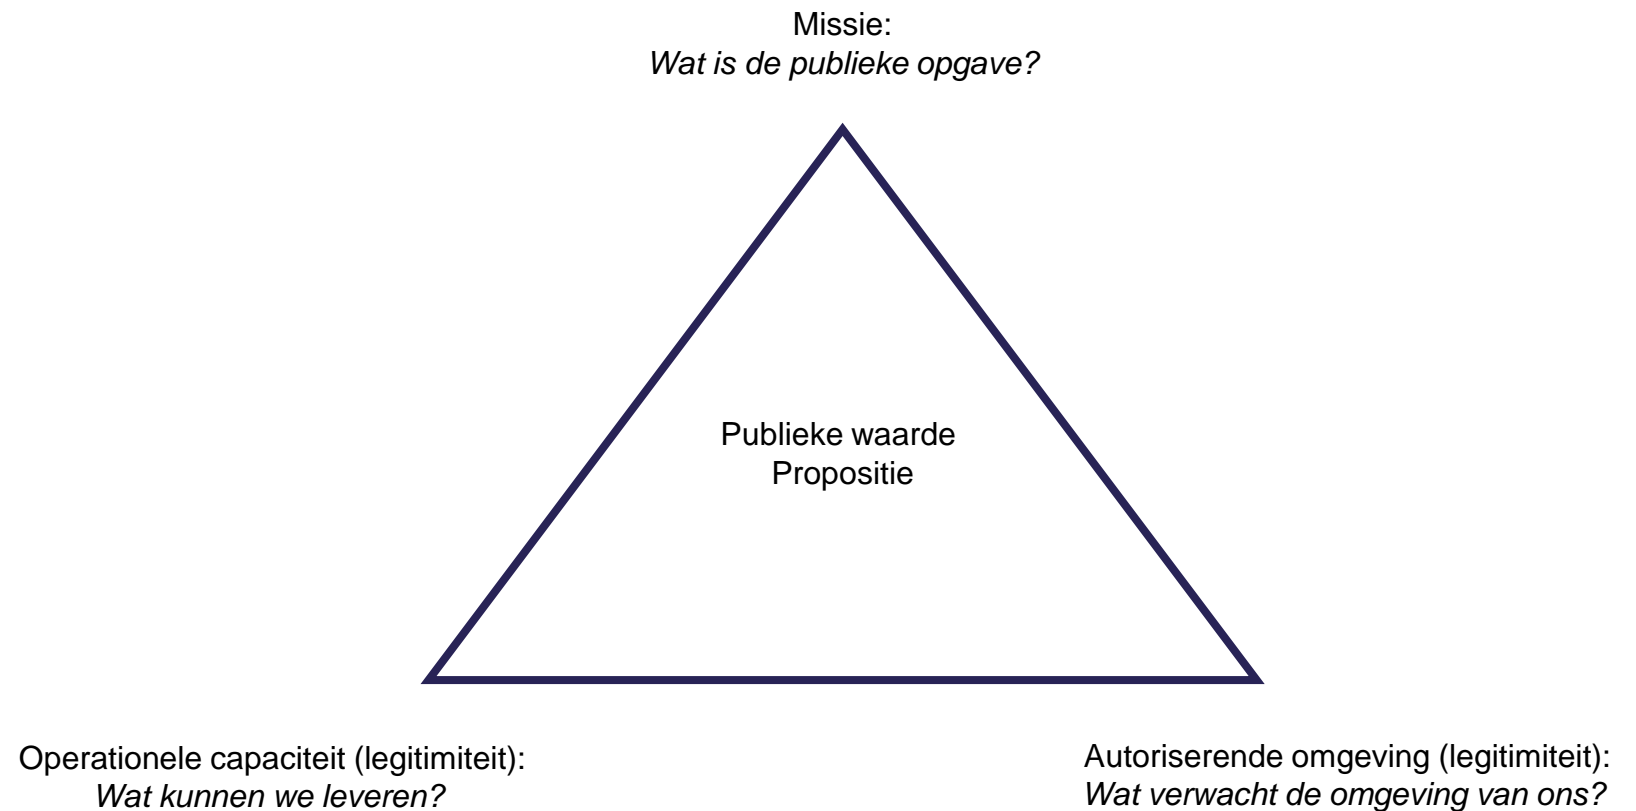 Missie:
Wat is de publieke opgave?
Publieke waarde
Propositie
Operationele capaciteit (legitimiteit):
Wat kunnen we leveren?
Autoriserende omgeving (legitimiteit):
Wat verwacht de omgeving van ons?